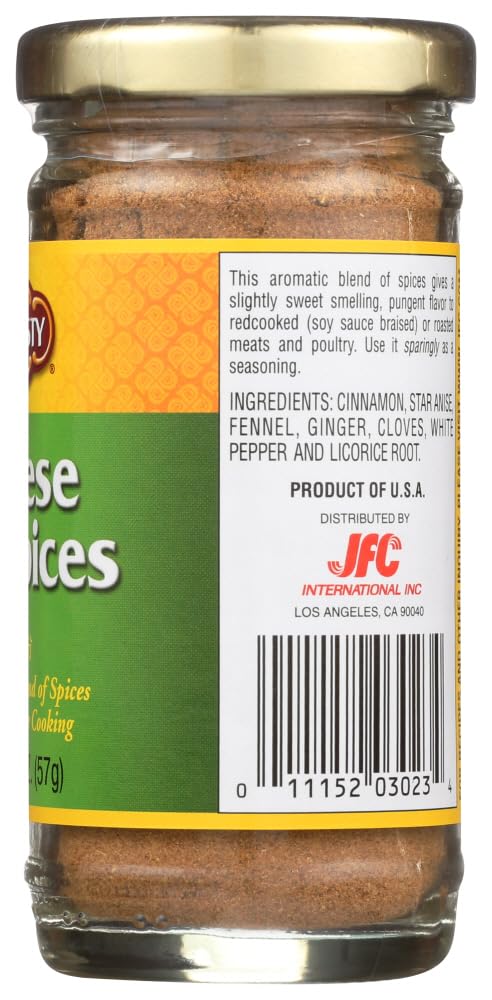 STY
®
ese
ices
d of Spices
Cooking
(57g)
This aromatic blend of spices gives a
slightly sweet smelling, pungent flavor to
redcooked (soy sauce braised) or roasted
meats and poultry. Use it sparingly as a
seasoning.
INGREDIENTS: CINNAMON, STAR ANISE,
FENNEL, GINGER, CLOVES, WHITE
PEPPER AND LICORICE ROOT.
PRODUCT OF U.S.A.
DISTRIBUTED BY
JFC
INTERNATIONAL INC
LOS ANGELES, CA 90040
0 11152 03023 4